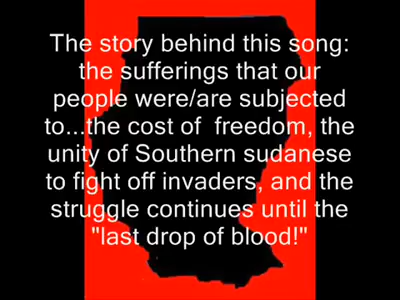 The story behind this song:
the sufferings that our
people were/are subjected
to...the cost of  freedom, the
unity of Southern sudanese
to fight off invaders, and the
struggle continues until the
"last drop of blood!"